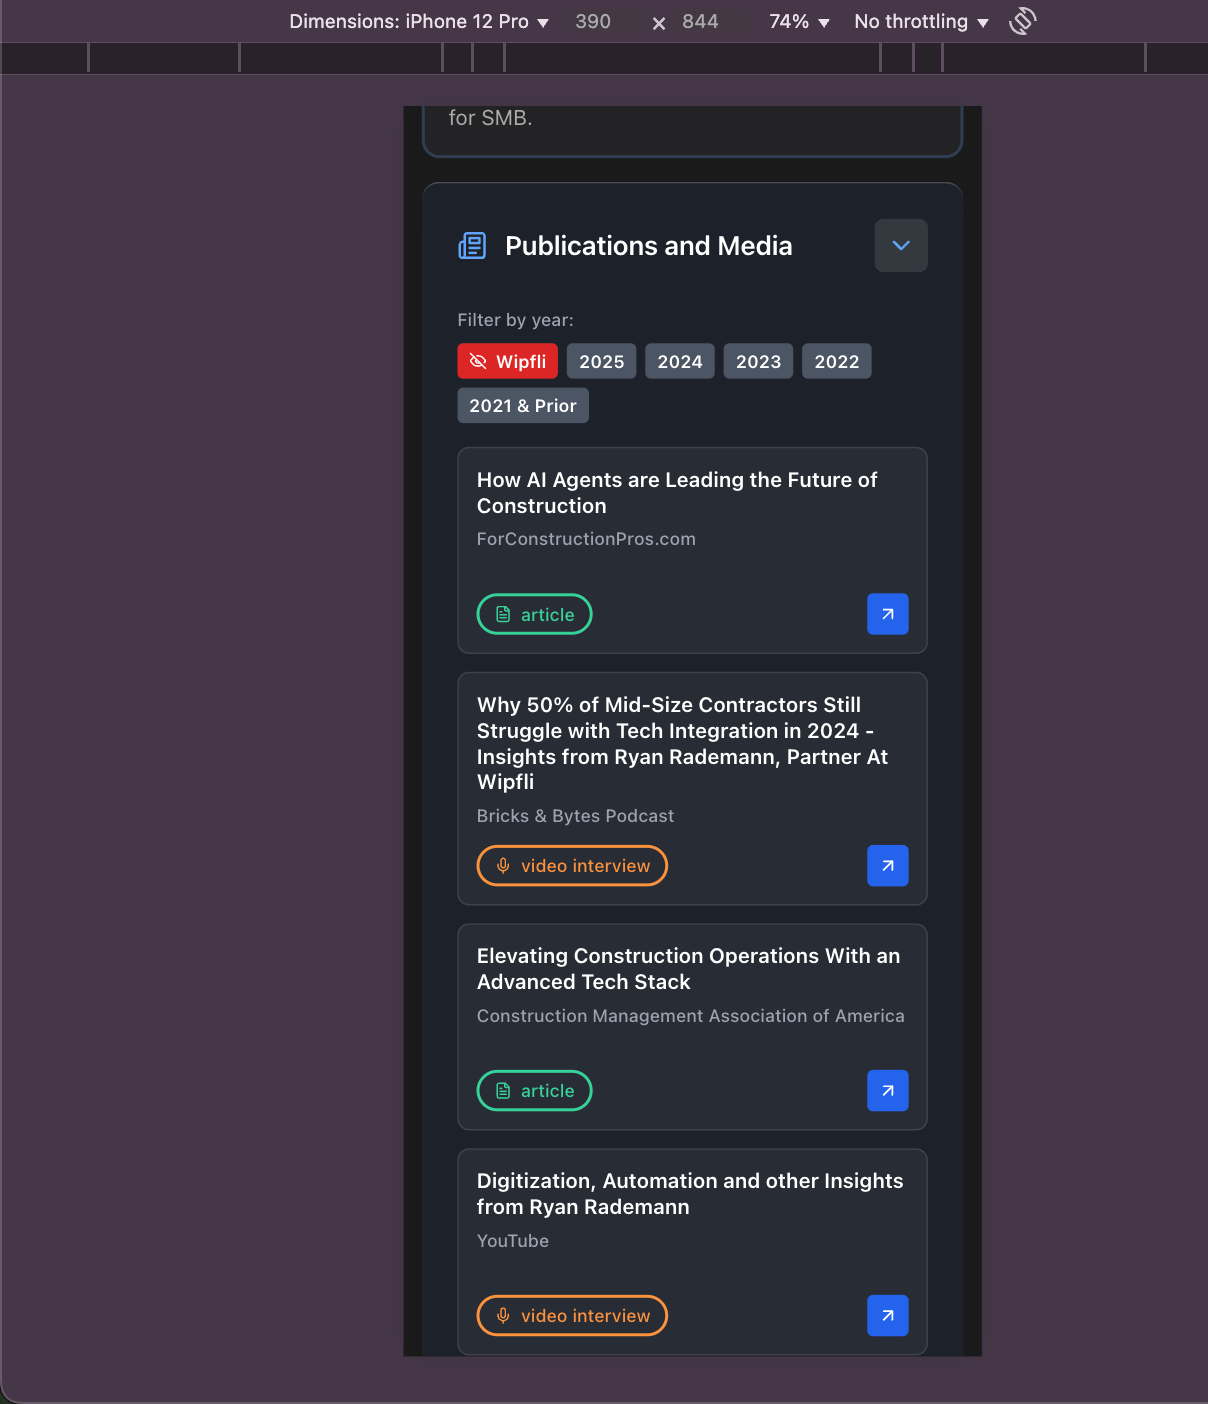 Dimensions: iPhone 12 Pro ▼ 390 × 844 74% ▼ No throttling ▼
for SMB.
Publications and Media
Filter by year:
Wipfli 2025 2024 2023 2022
2021 & Prior
How AI Agents are Leading the Future of
Construction
ForConstructionPros.com
article
Why 50% of Mid-Size Contractors Still
Struggle with Tech Integration in 2024 -
Insights from Ryan Rademann, Partner At
Wipfli
Bricks & Bytes Podcast
video interview
Elevating Construction Operations With an
Advanced Tech Stack
Construction Management Association of America
article
Digitization, Automation and other Insights
from Ryan Rademann
YouTube
video interview